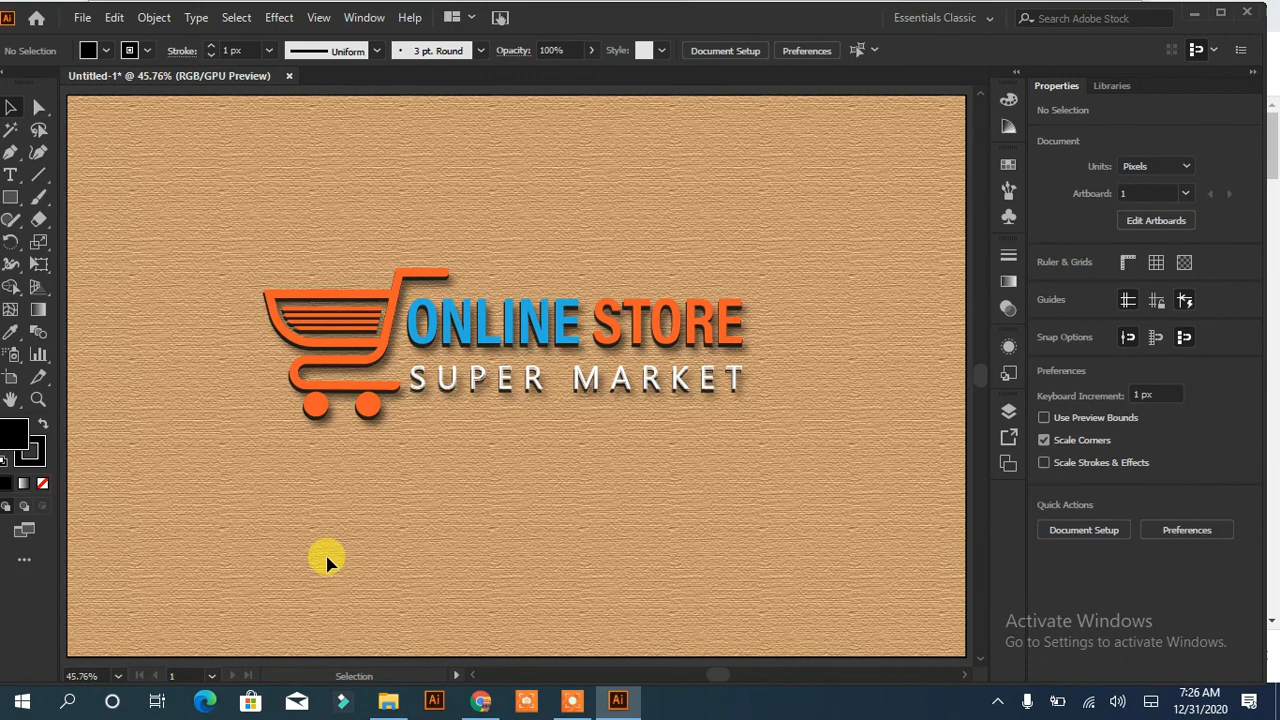 Ai
File Edit Object Type Select Effect View Window Help
Essentials Classic
Search Adobe Stock
No Selection
Stroke: 1 px
Uniform
3 pt. Round
Opacity: 100%
Style:
Document Setup
Preferences
Untitled-1* @ 45.76% (RGB/GPU Preview)
Properties Libraries
No Selection
Document
Units: Pixels
Artboard: 1
Edit Artboards
Ruler & Grids
Guides
Snap Options
Preferences
Keyboard Increment: 1 px
Use Preview Bounds
Scale Corners
Scale Strokes & Effects
Quick Actions
Document Setup Preferences
ONLINE STORE
SUPER MARKET
Activate Windows
Go to Settings to activate Windows.
45.76%
1
Selection
Ai
Ai
7:26 AM
12/31/2020